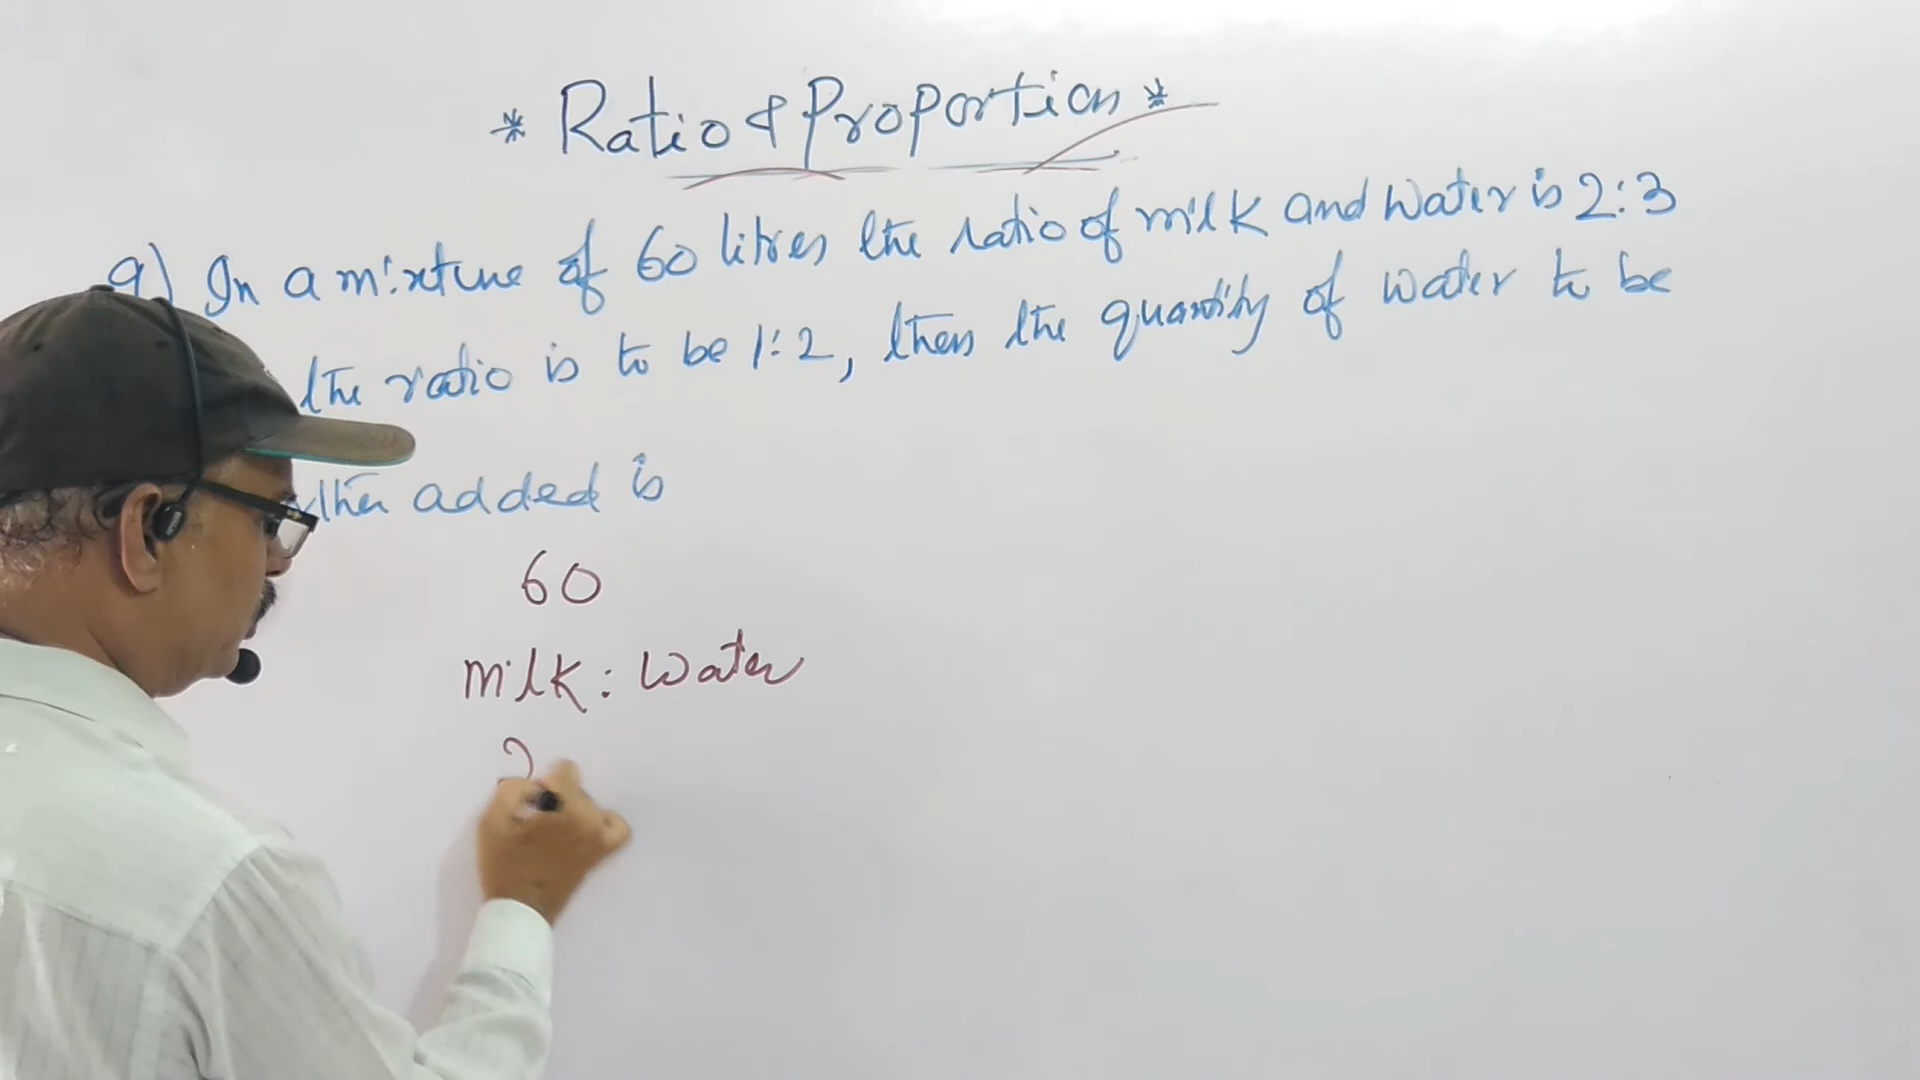 * Ratio & Proportion *
9) In a mixture of 60 litres the ratio of milk and water is 2:3
the ratio is to be 1:2, then the quantity of water to be
added is
60
milk : water
2